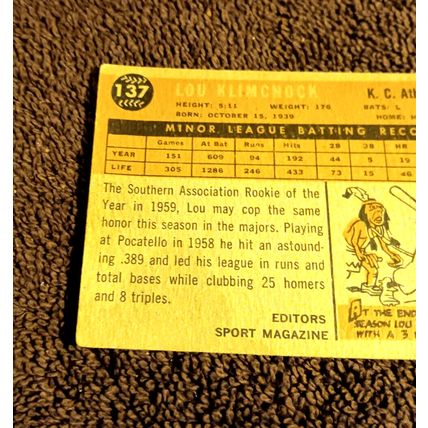 137
LOU KLIMCHOCK
K. C. Ath
HEIGHT: 5:11 WEIGHT: 176 BATS: L
BORN: OCTOBER 15, 1939 HOME:
MINOR LEAGUE BATTING RECO
Games At Bat Runs Hits 2B 3B HR
YEAR 151 609 94 192 44 5 19
LIFE 305 1286 246 433 73 15 46
The Southern Association Rookie of the
Year in 1959, Lou may cop the same
honor this season in the majors. Playing
at Pocatello in 1958 he hit an astound-
ing .389 and led his league in runs and
total bases while clubbing 25 homers
and 8 triples.
EDITORS
SPORT MAGAZINE
AT THE END
SEASON LOU
WITH A 3